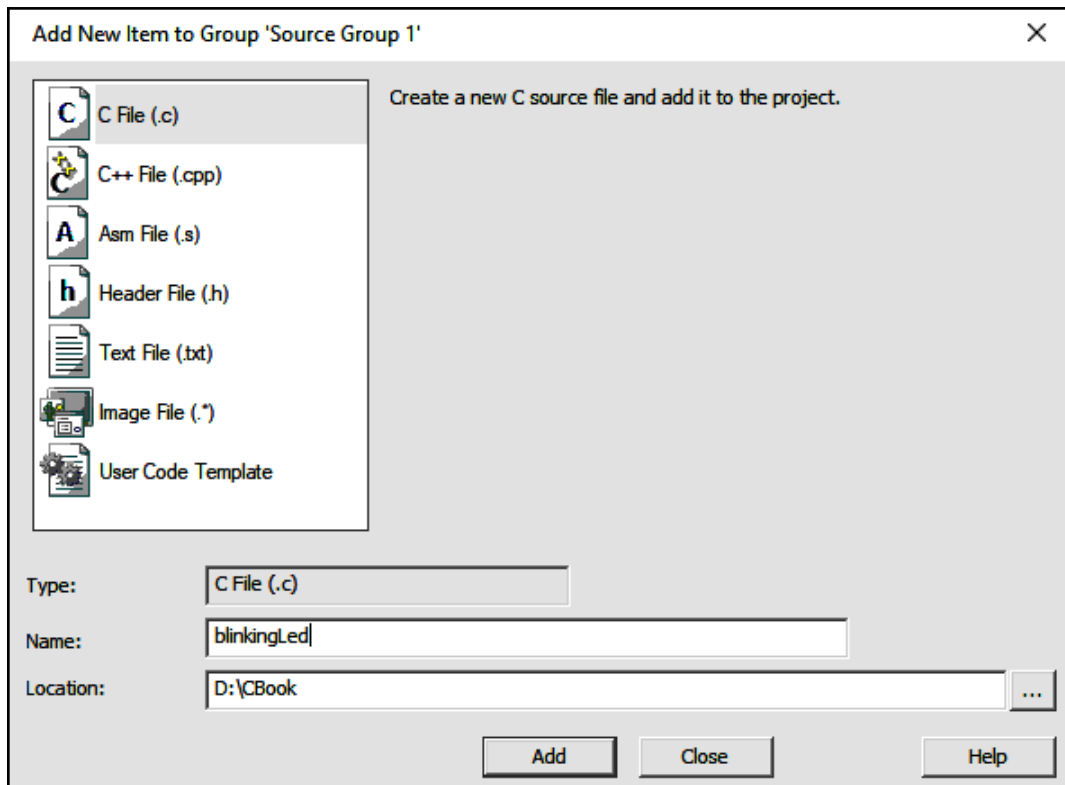 Add New Item to Group 'Source Group 1'
C File (.c)
Create a new C source file and add it to the project.
C++ File (.cpp)
Asm File (.s)
Header File (.h)
Text File (.txt)
Image File (.*)
User Code Template
Type:
C File (.c)
Name:
blinkingLed
Location:
D:\CBook
...
Add
Close
Help